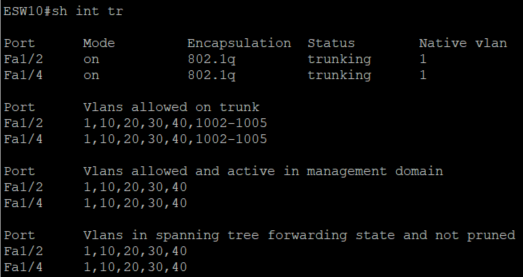 ESW10#sh int tr
Port Mode Encapsulation Status Native vlan
Fa1/2 on 802.1q trunking 1
Fa1/4 on 802.1q trunking 1
Port Vlans allowed on trunk
Fa1/2 1,10,20,30,40,1002-1005
Fa1/4 1,10,20,30,40,1002-1005
Port Vlans allowed and active in management domain
Fa1/2 1,10,20,30,40
Fa1/4 1,10,20,30,40
Port Vlans in spanning tree forwarding state and not pruned
Fa1/2 1,10,20,30,40
Fa1/4 1,10,20,30,40